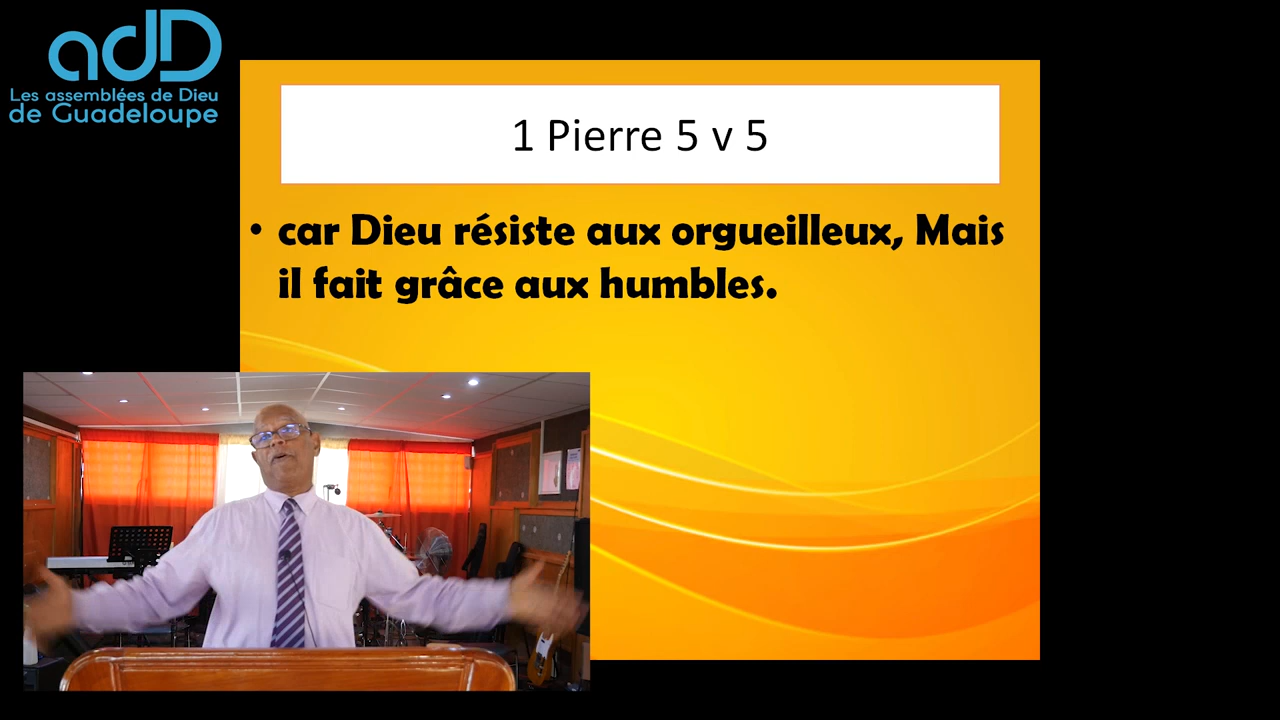 adD
Les assemblées de Dieu
de Guadeloupe
1 Pierre 5 v 5
• car Dieu résiste aux orgueilleux, Mais
il fait grâce aux humbles.